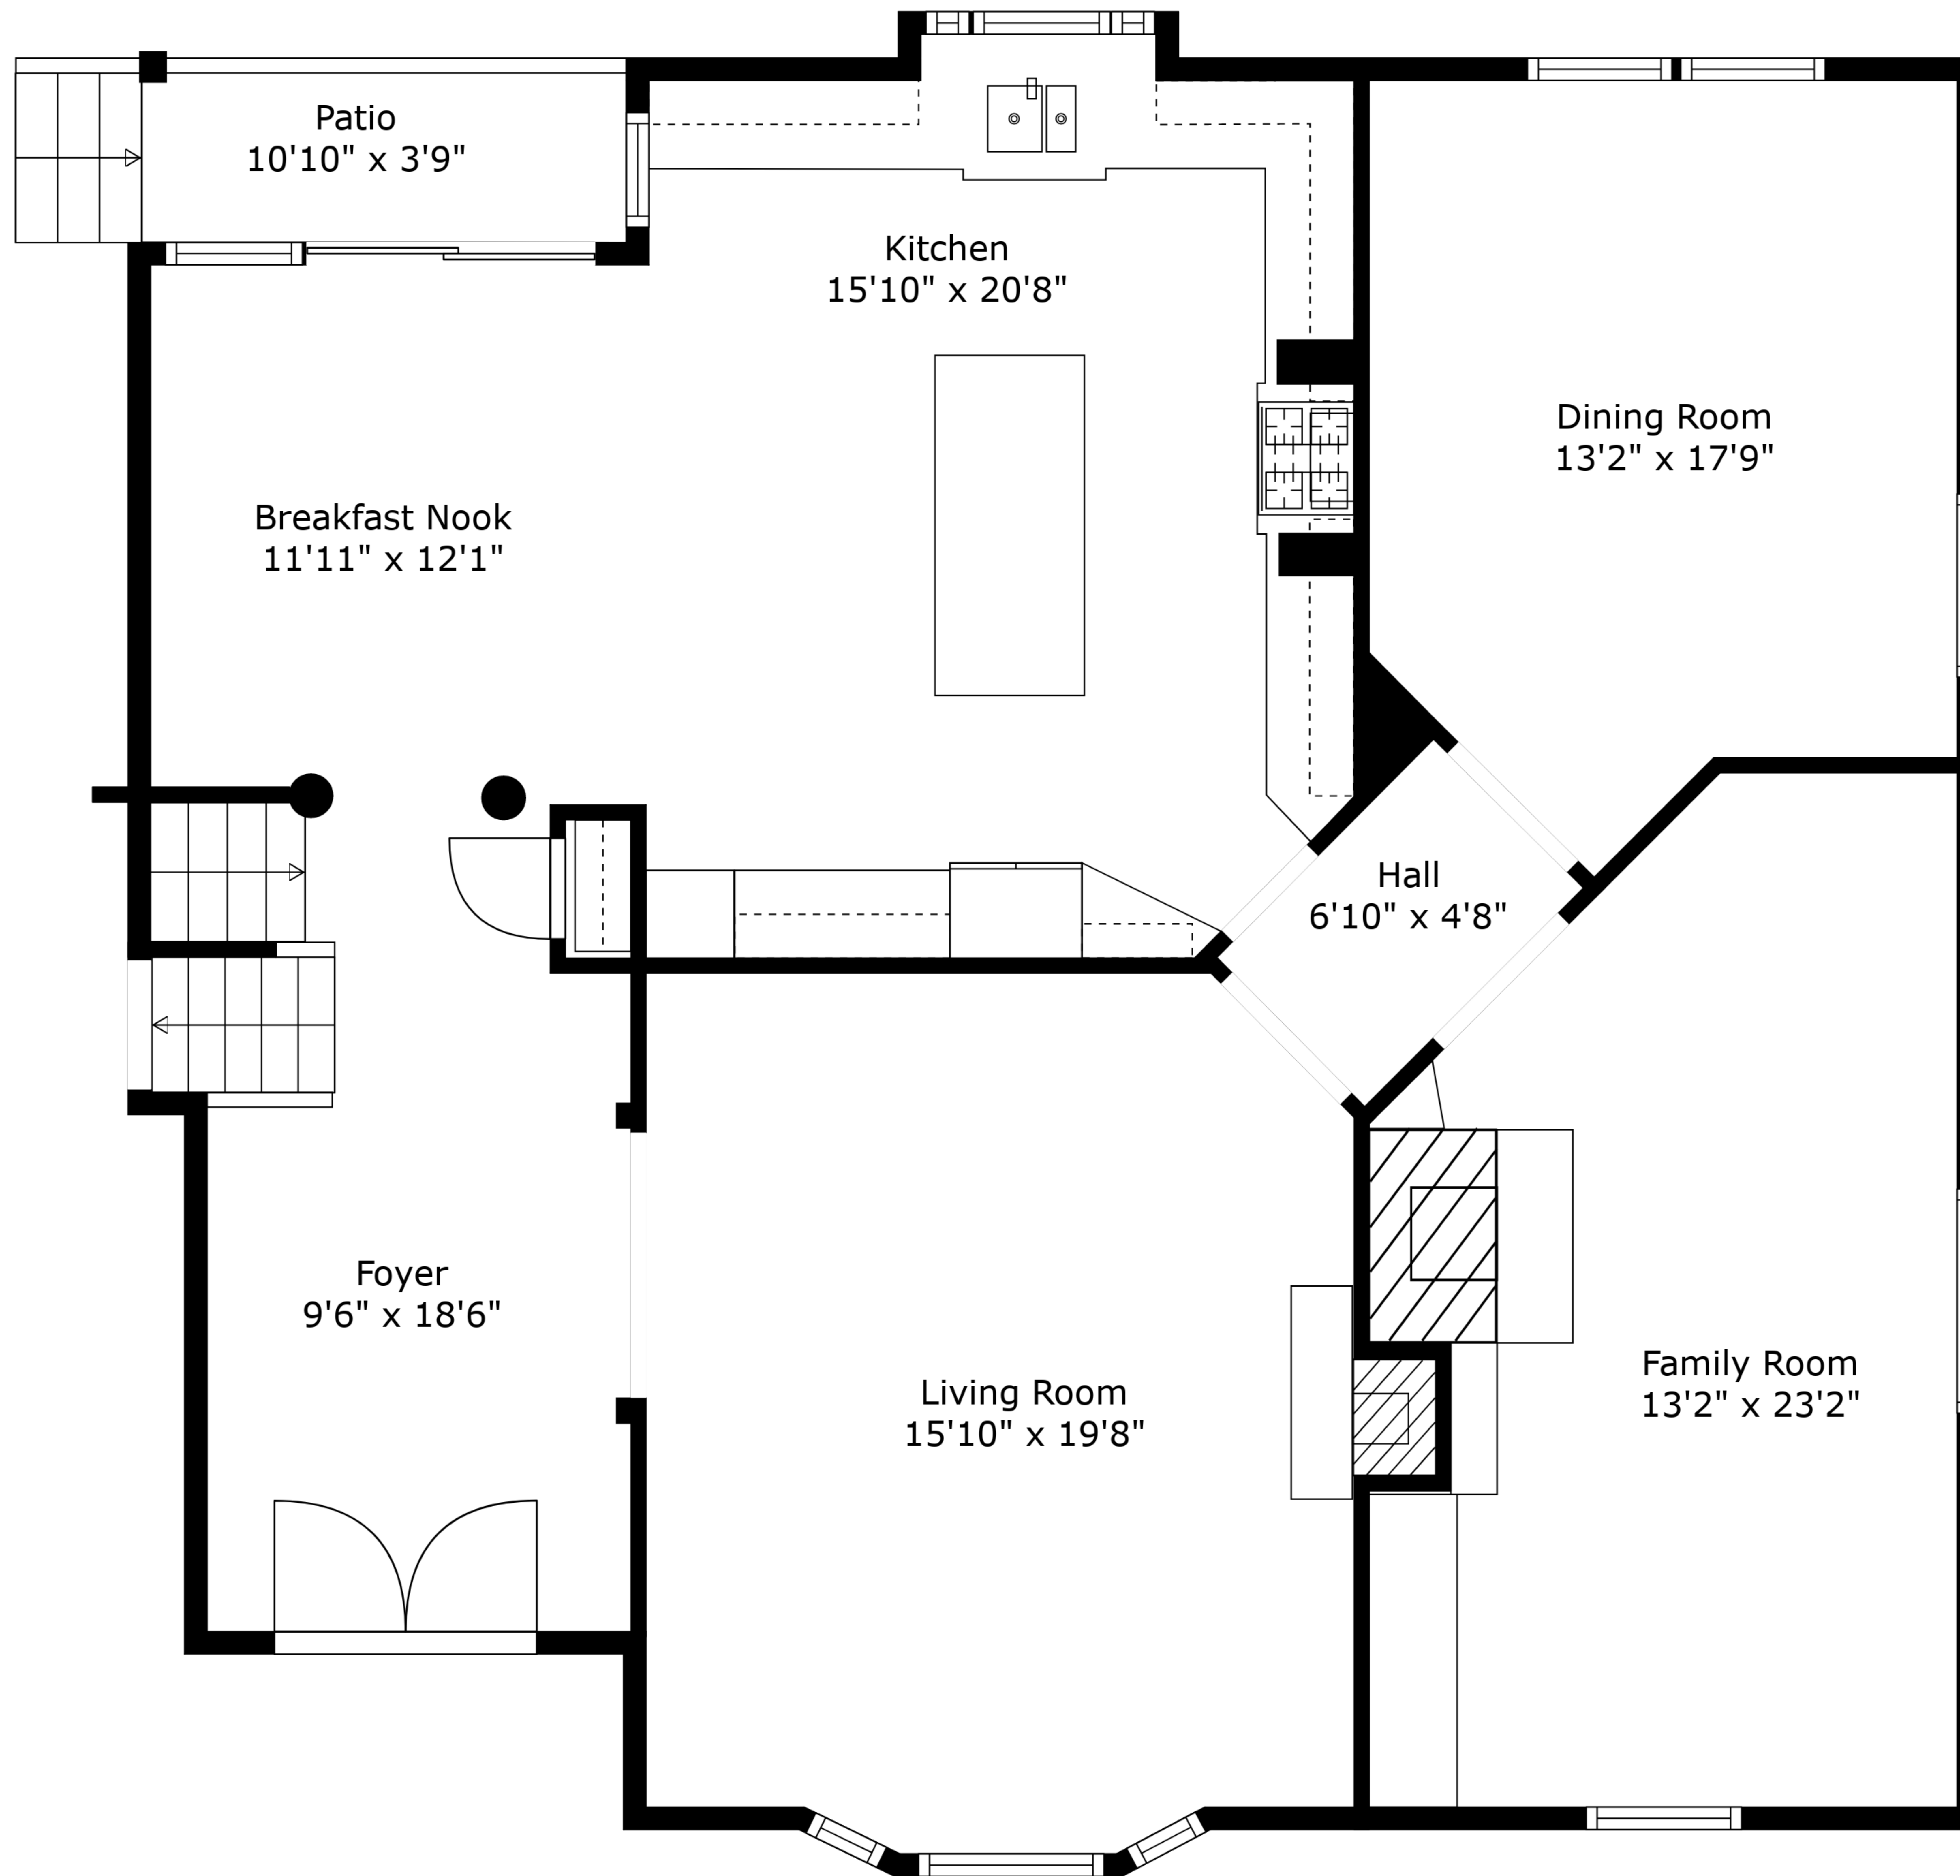 Patio
10'10" x 3'9"
Kitchen
15'10" x 20'8"
Dining Room
13'2" x 17'9"
Breakfast Nook
11'11" x 12'1"
Hall
6'10" x 4'8"
Foyer
9'6" x 18'6"
Living Room
15'10" x 19'8"
Family Room
13'2" x 23'2"